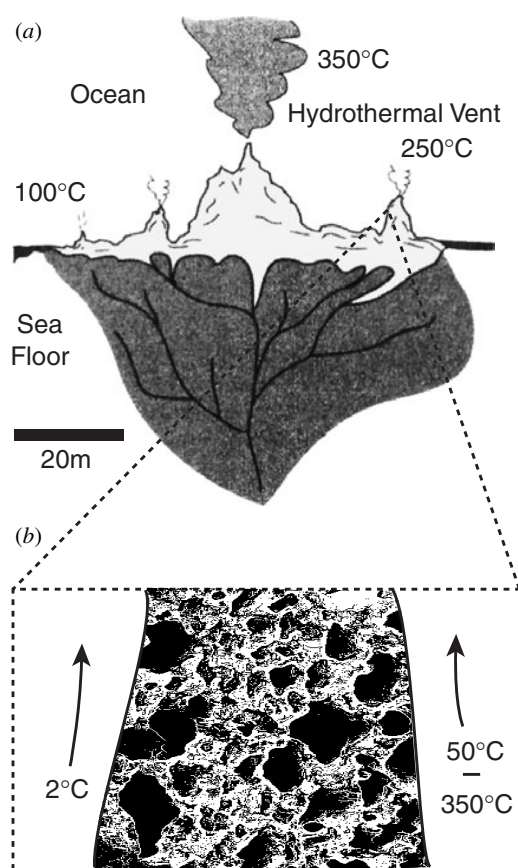 (a)
350°C
Ocean
Hydrothermal Vent
250°C
100°C
Sea
Floor
20m
(b)
2°C
50°C
–
350°C